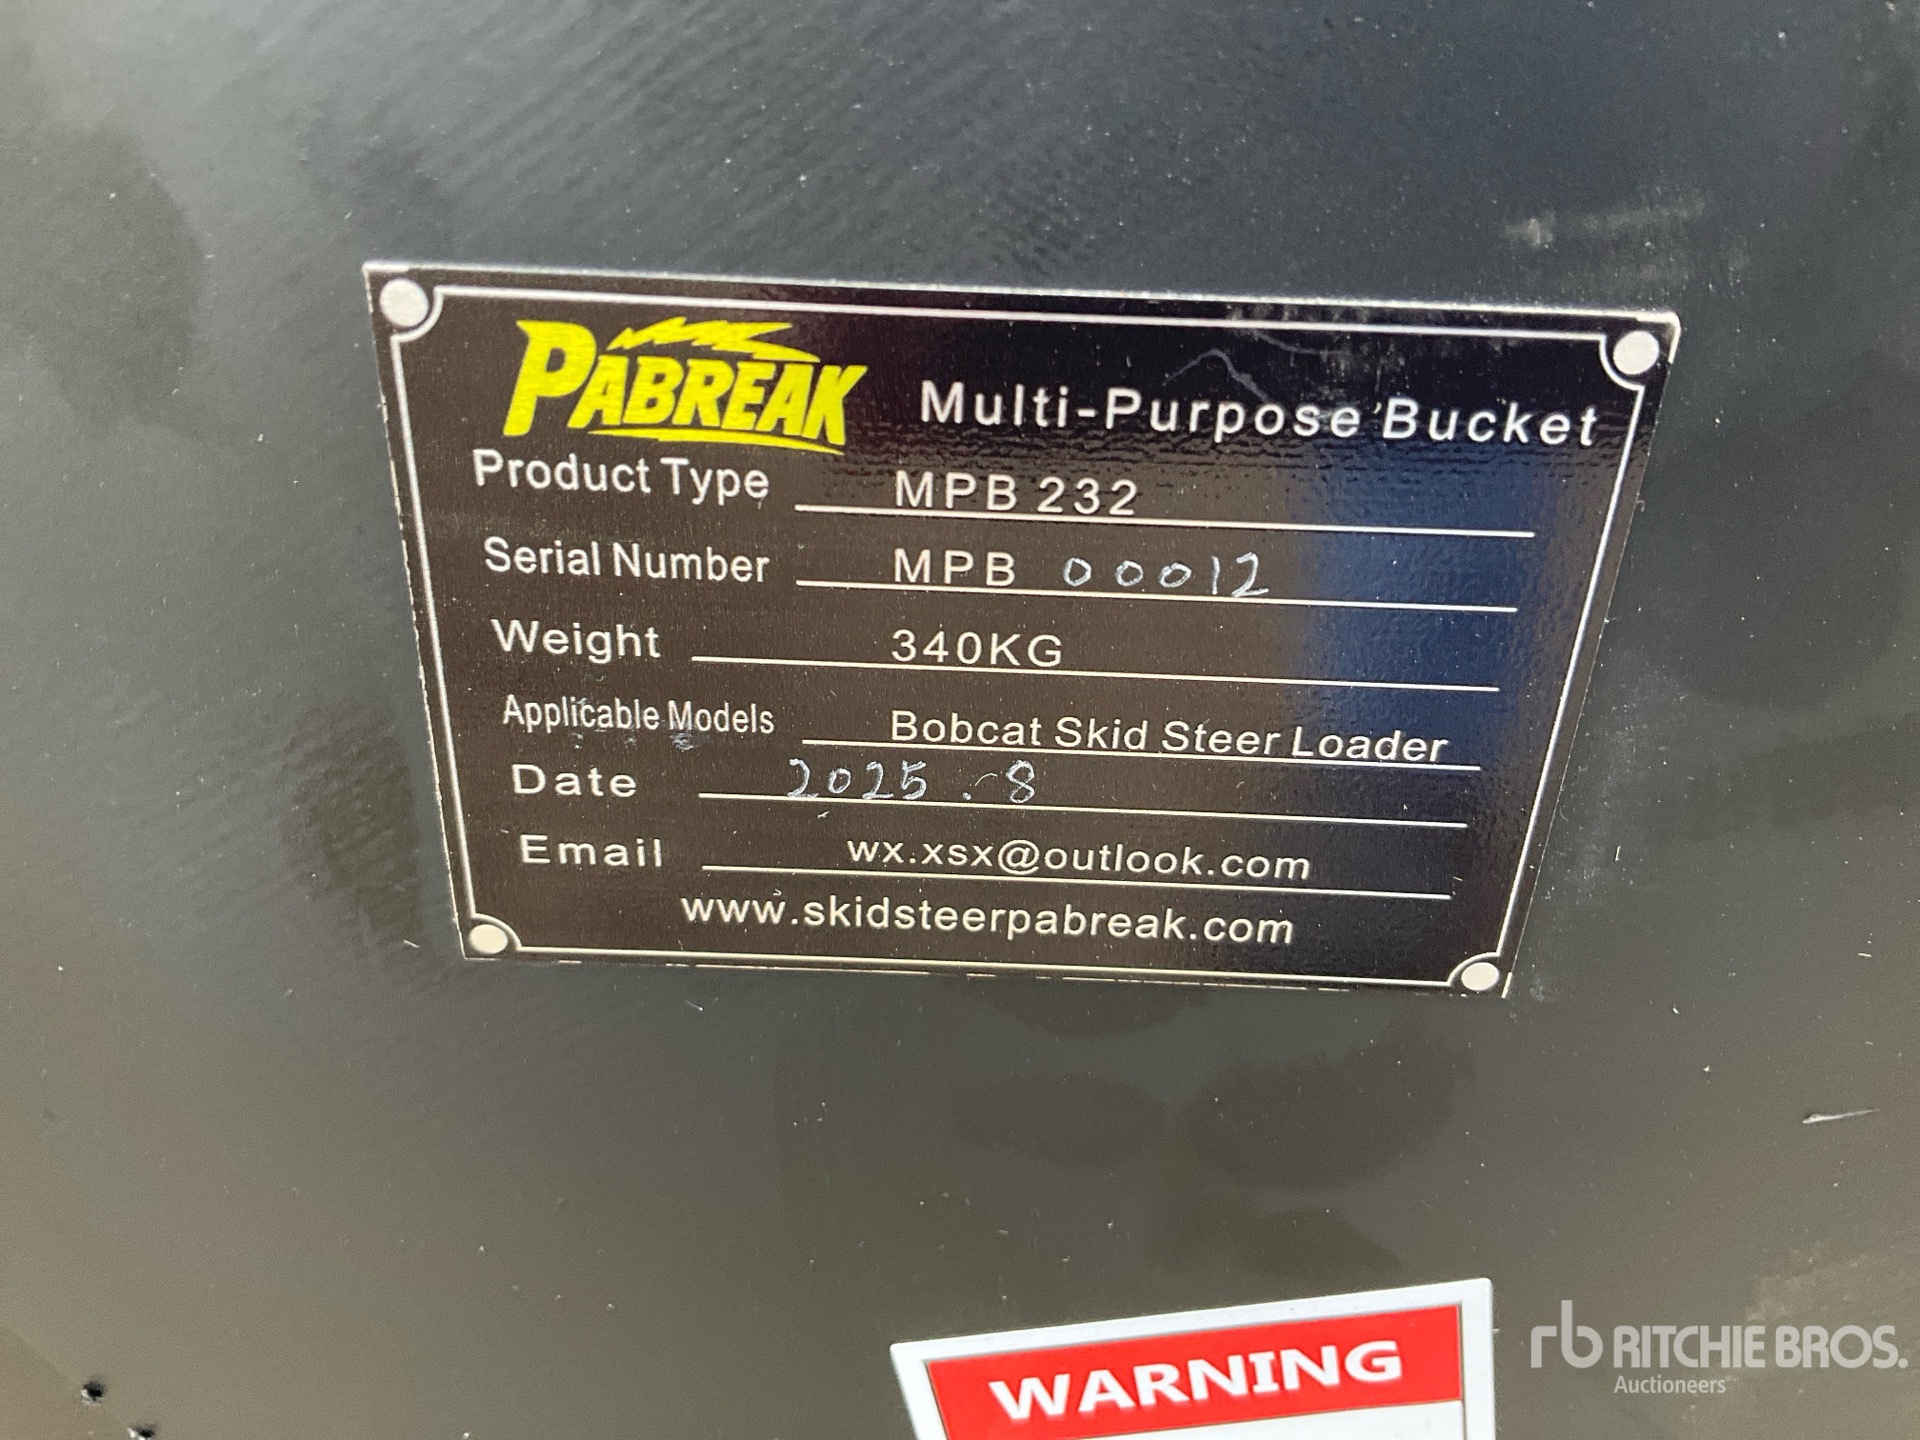 PABREAK Multi-Purpose Bucket
Product Type MPB 232
Serial Number MPB 00012
Weight 340KG
Applicable Models Bobcat Skid Steer Loader
Date 2025.8
Email wx.xsx@outlook.com
www.skidsteerpabreak.com
WARNING
rb RITCHIE BROS.
Auctioneers